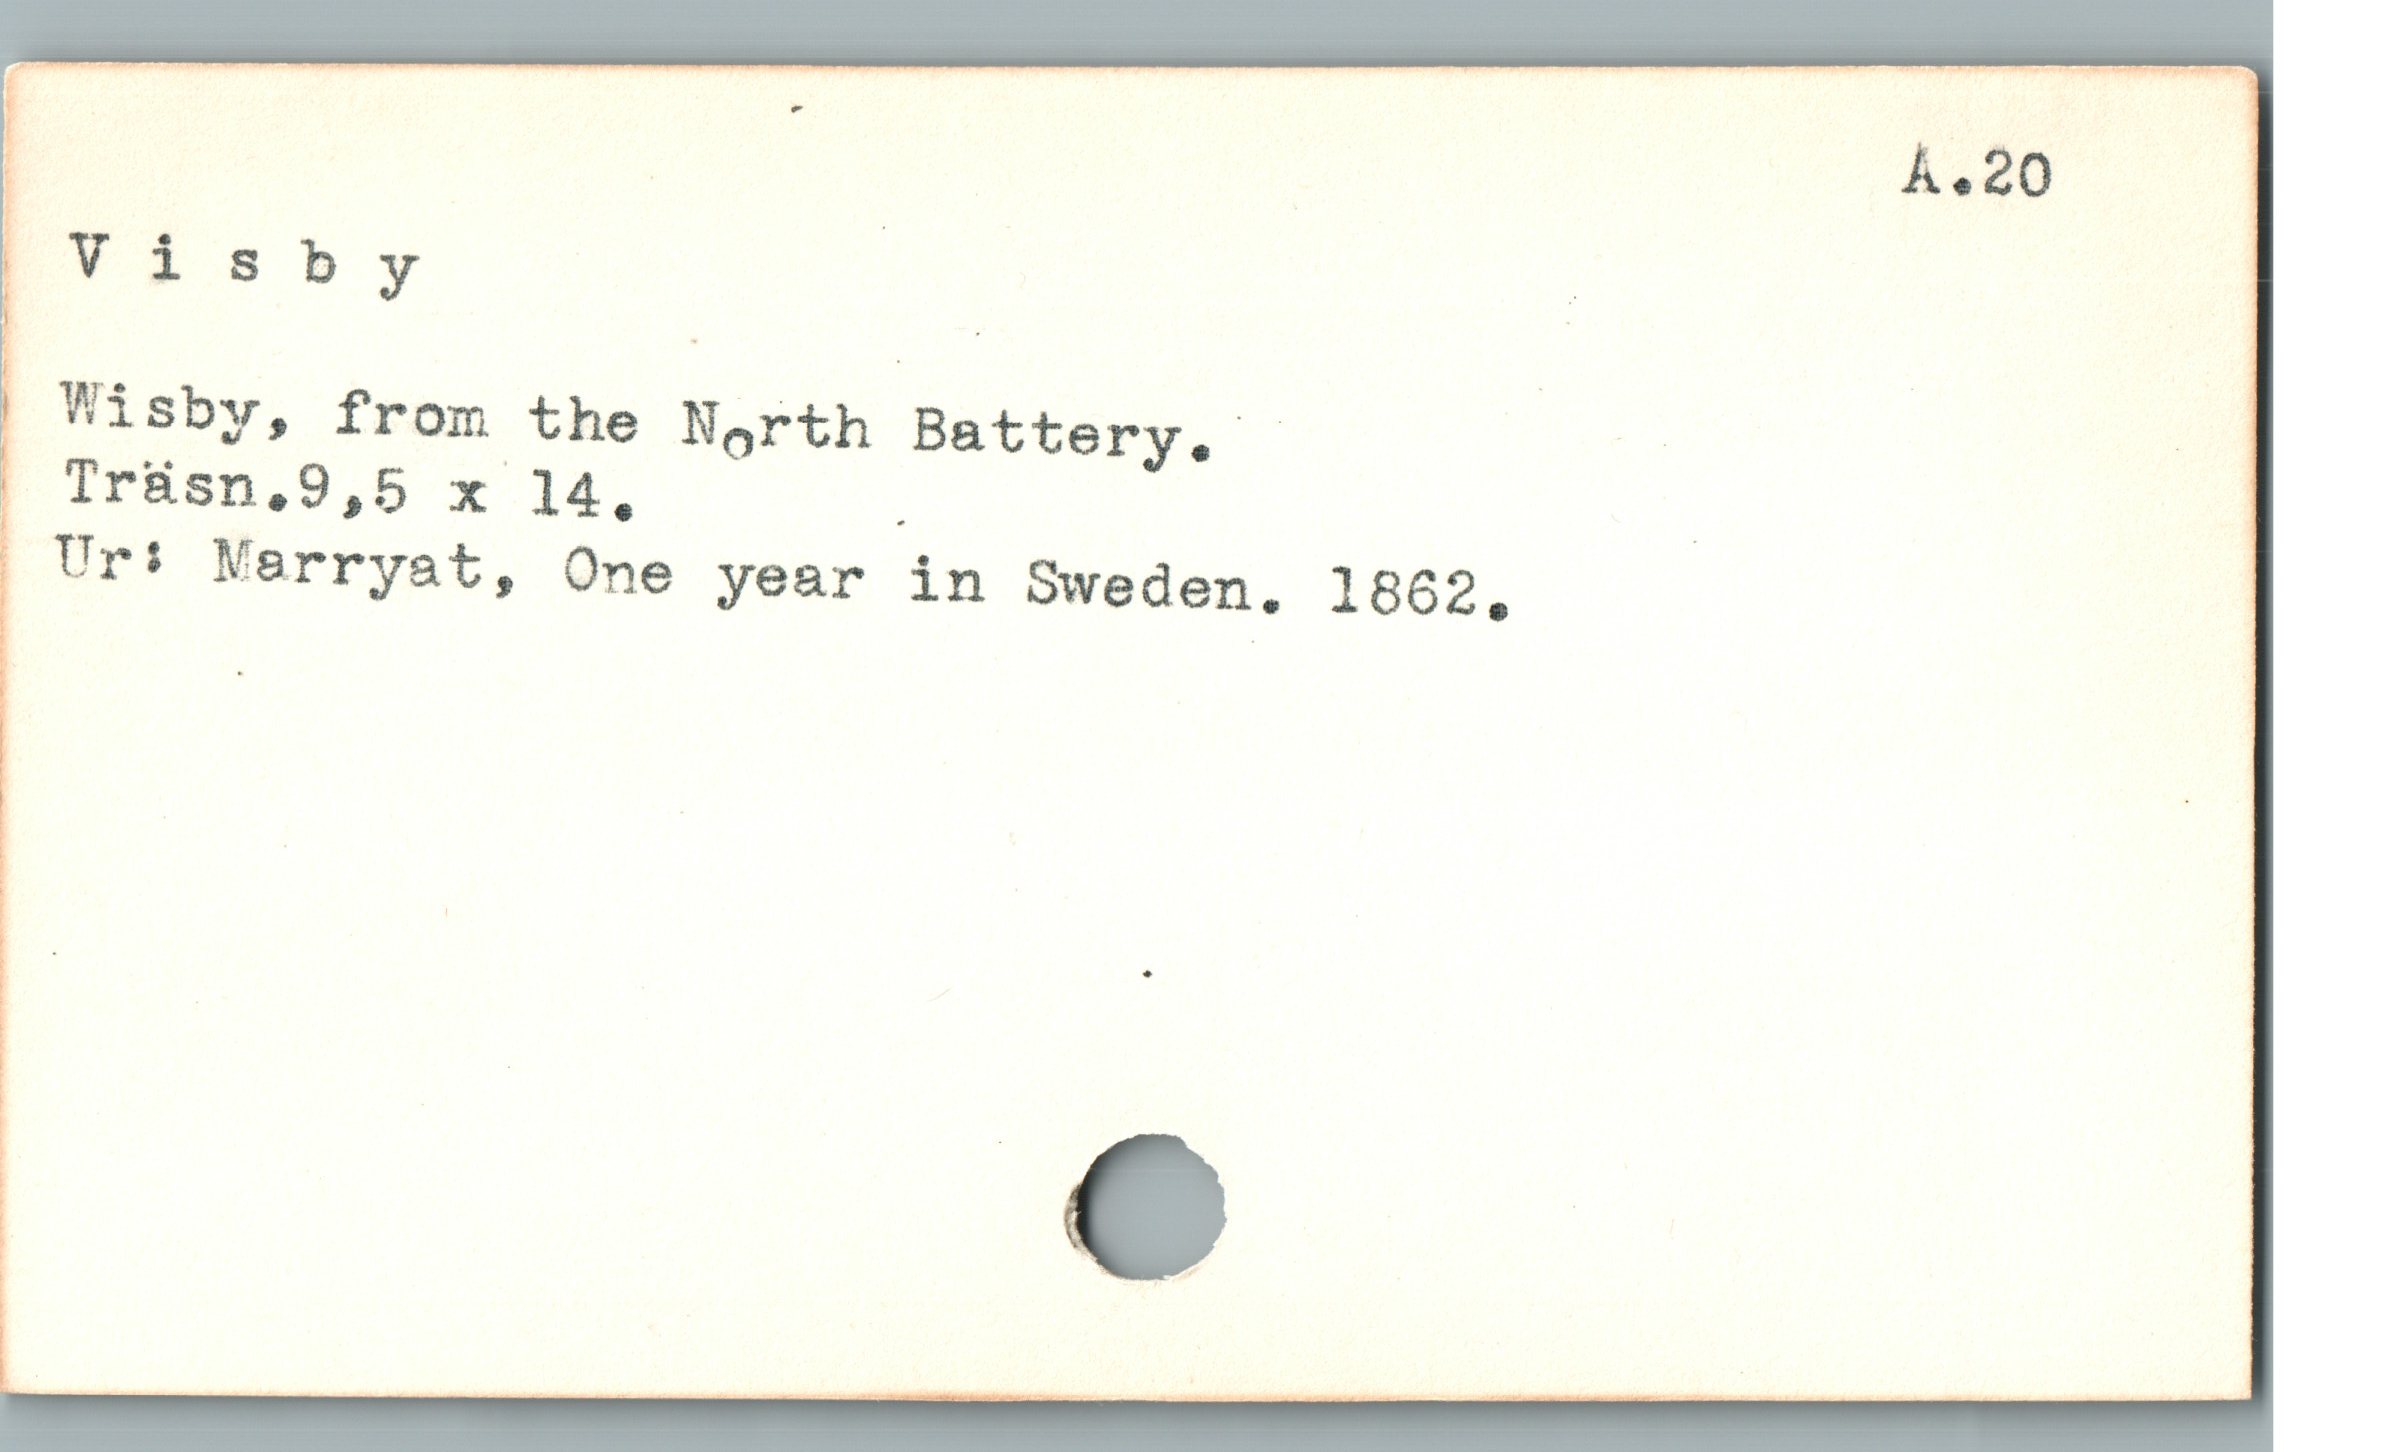 A.20
V i s b y
Wisby, from the North Battery.
Träsn.9,5 x 14.
Ur: Marryat, One year in Sweden. 1862.